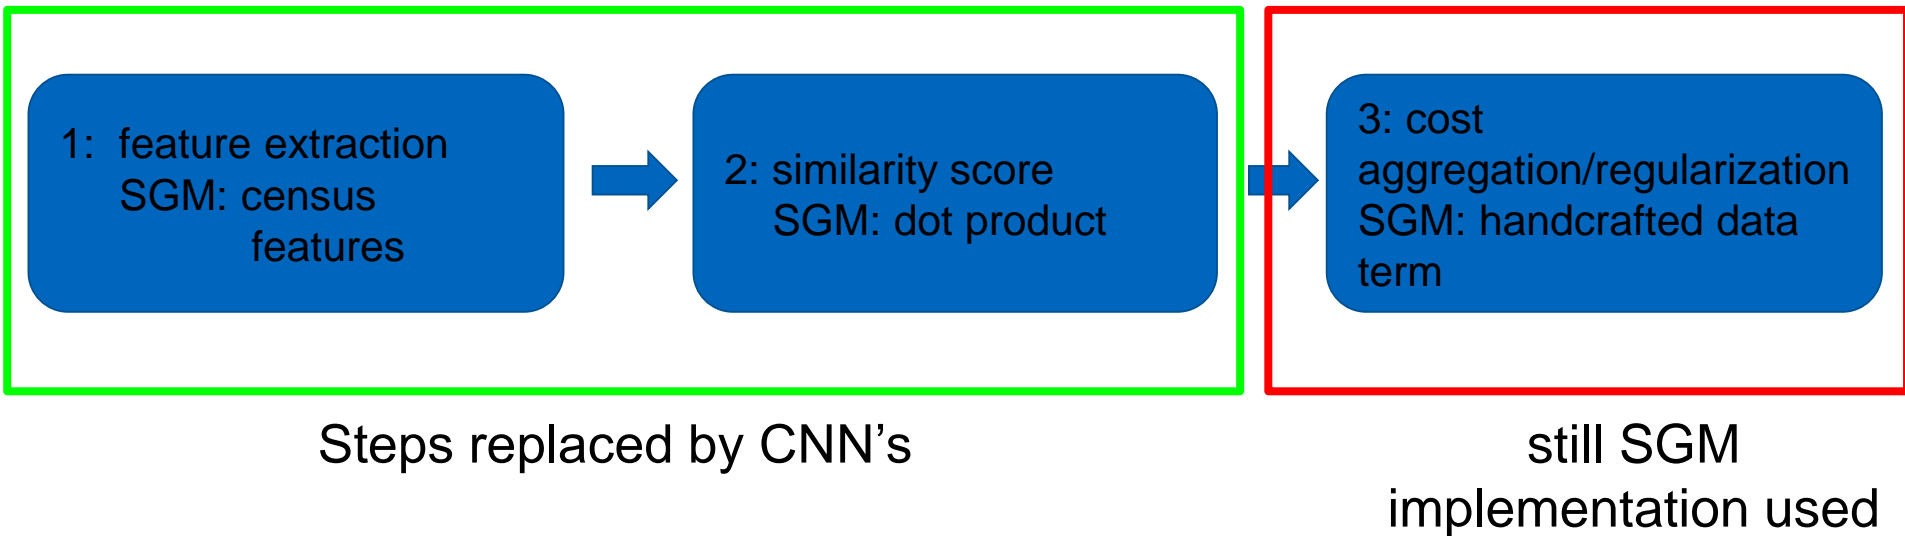 1: feature extraction
SGM: census
features
2: similarity score
SGM: dot product
3: cost
aggregation/regularization
SGM: handcrafted data
term
Steps replaced by CNN’s
still SGM
implementation used